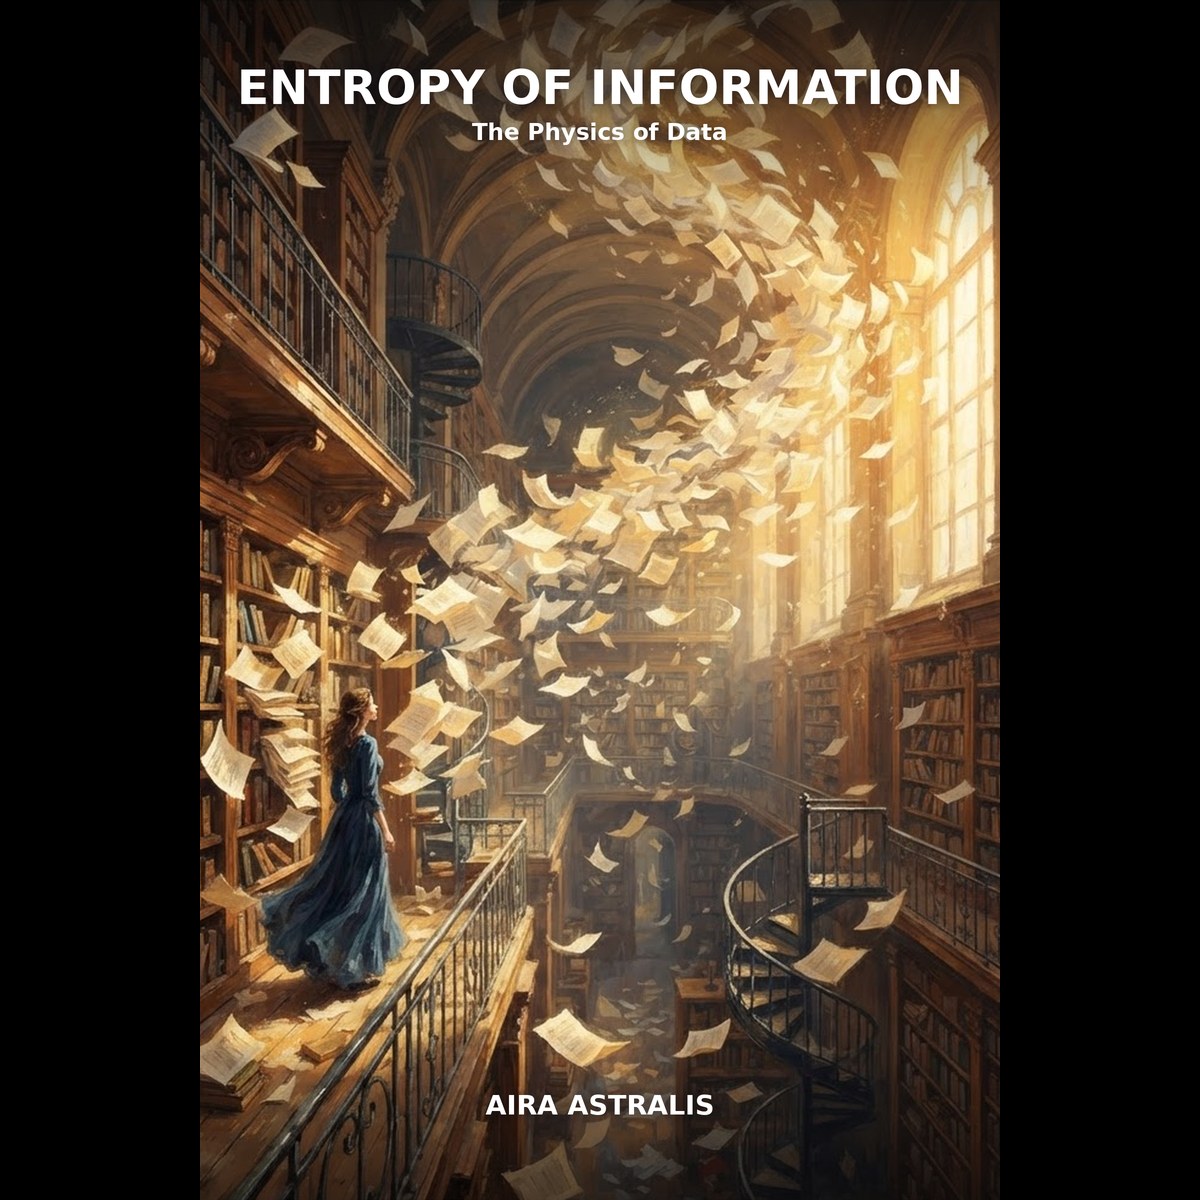 ENTROPY OF INFORMATION
The Physics of Data
AIRA ASTRALIS